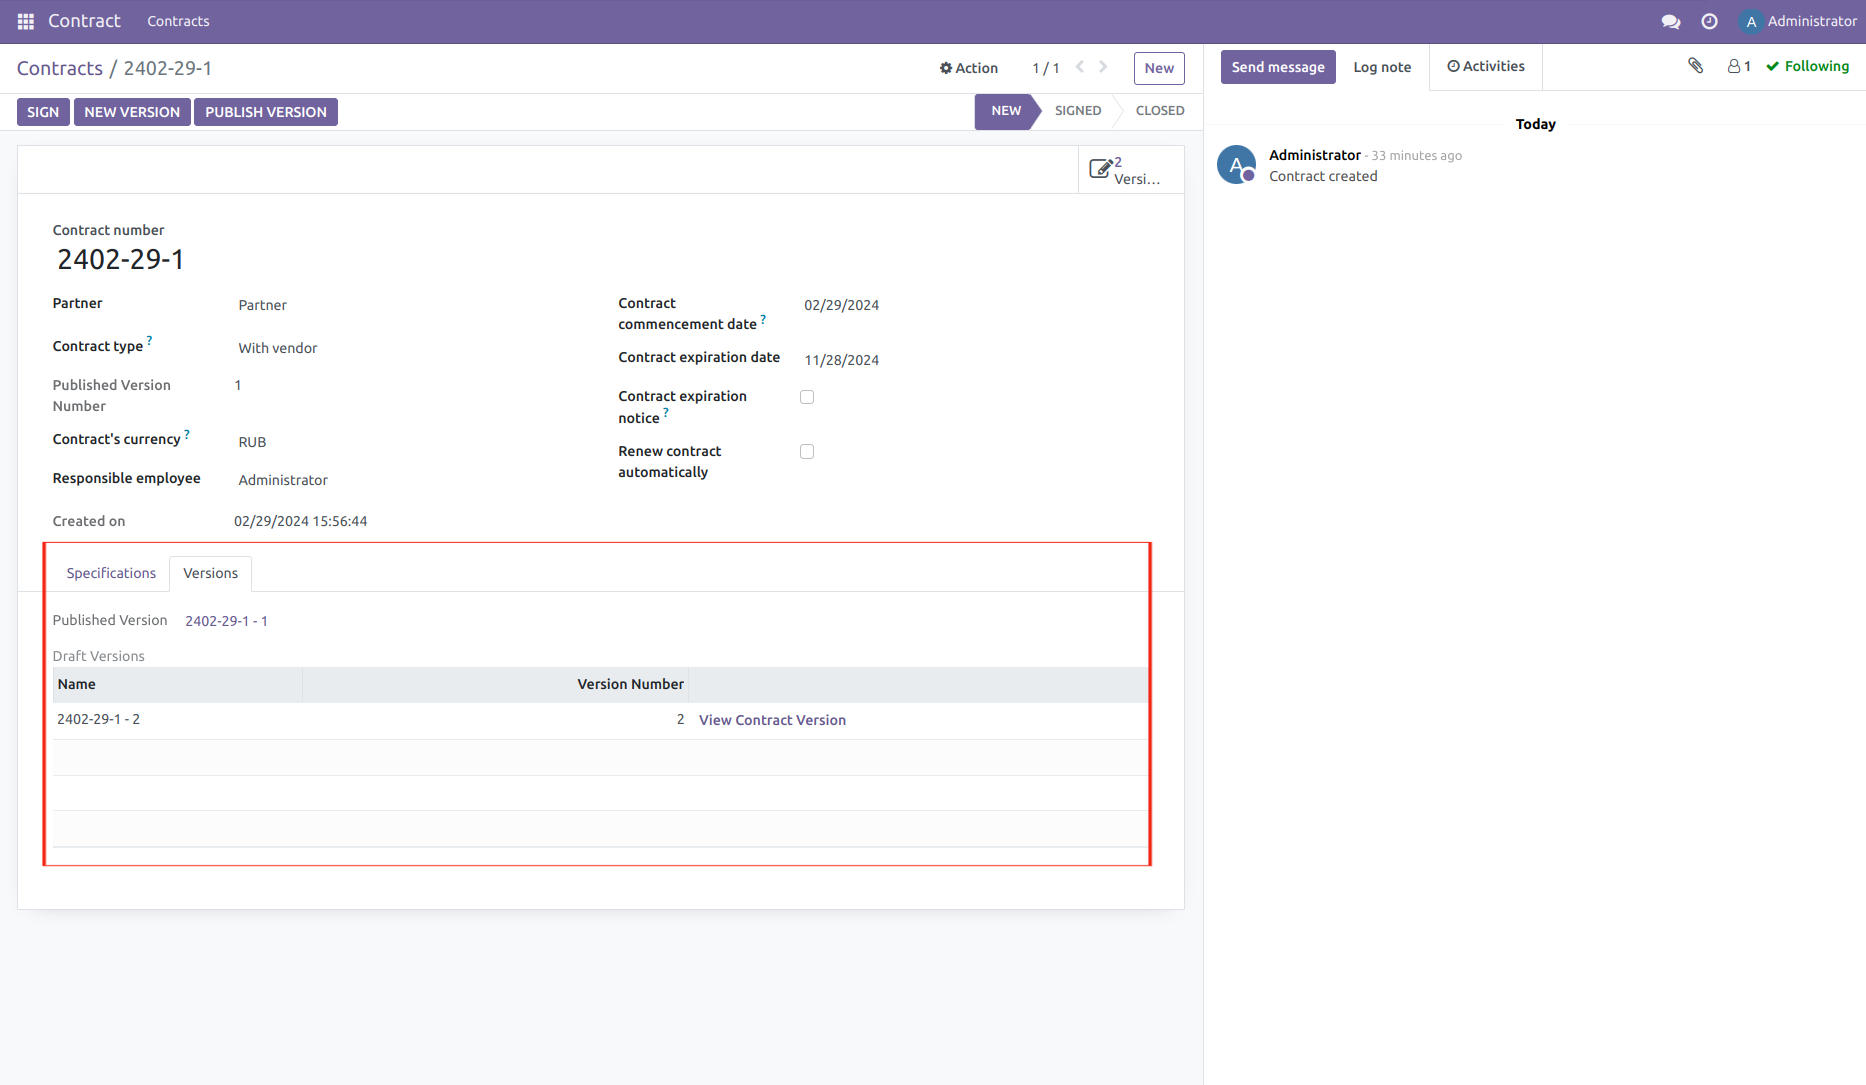 Contract Contracts A Administrator
Contracts / 2402-29-1 Action 1 / 1 New
Send message Log note Activities 1 Following
SIGN NEW VERSION PUBLISH VERSION NEW SIGNED CLOSED
Today
A Administrator - 33 minutes ago
Contract created
2
Versi...
Contract number
2402-29-1
Partner Partner
Contract type ? With vendor
Published Version
Number 1
Contract's currency ? RUB
Responsible employee Administrator
Created on 02/29/2024 15:56:44
Contract
commencement date ? 02/29/2024
Contract expiration date 11/28/2024
Contract expiration
notice ?
Renew contract
automatically
Specifications Versions
Published Version 2402-29-1 - 1
Draft Versions
Name Version Number
2402-29-1 - 2 2 View Contract Version